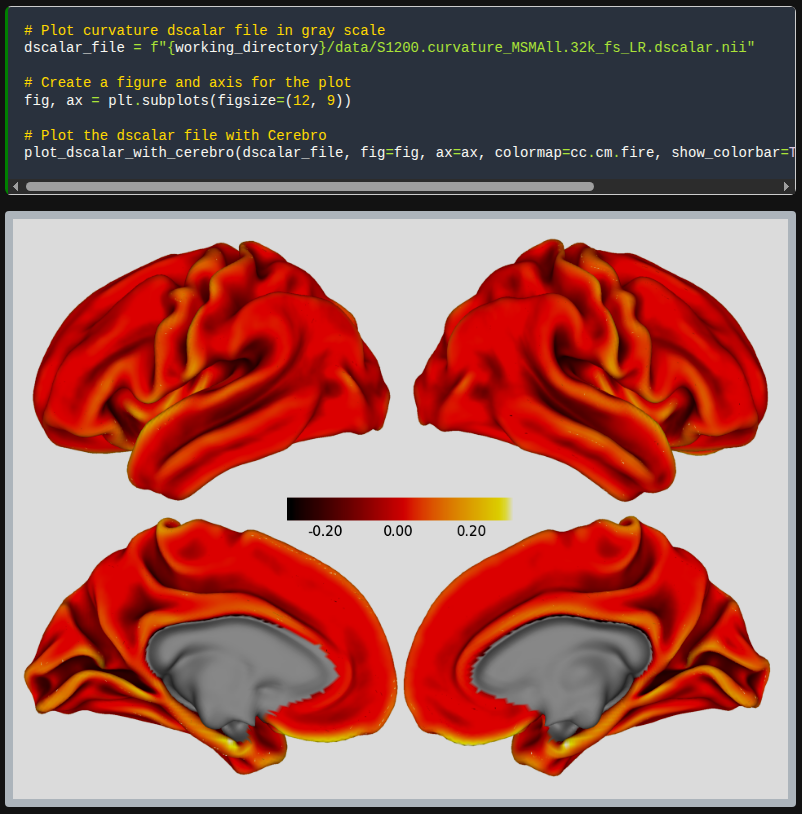 # Plot curvature dscalar file in gray scale
dscalar_file = f"{working_directory}/data/S1200.curvature_MSMAll.32k_fs_LR.dscalar.nii"
# Create a figure and axis for the plot
fig, ax = plt.subplots(figsize=(12, 9))
# Plot the dscalar file with Cerebro
plot_dscalar_with_cerebro(dscalar_file, fig=fig, ax=ax, colormap=cc.cm.fire, show_colorbar=T
-0.20 0.00 0.20